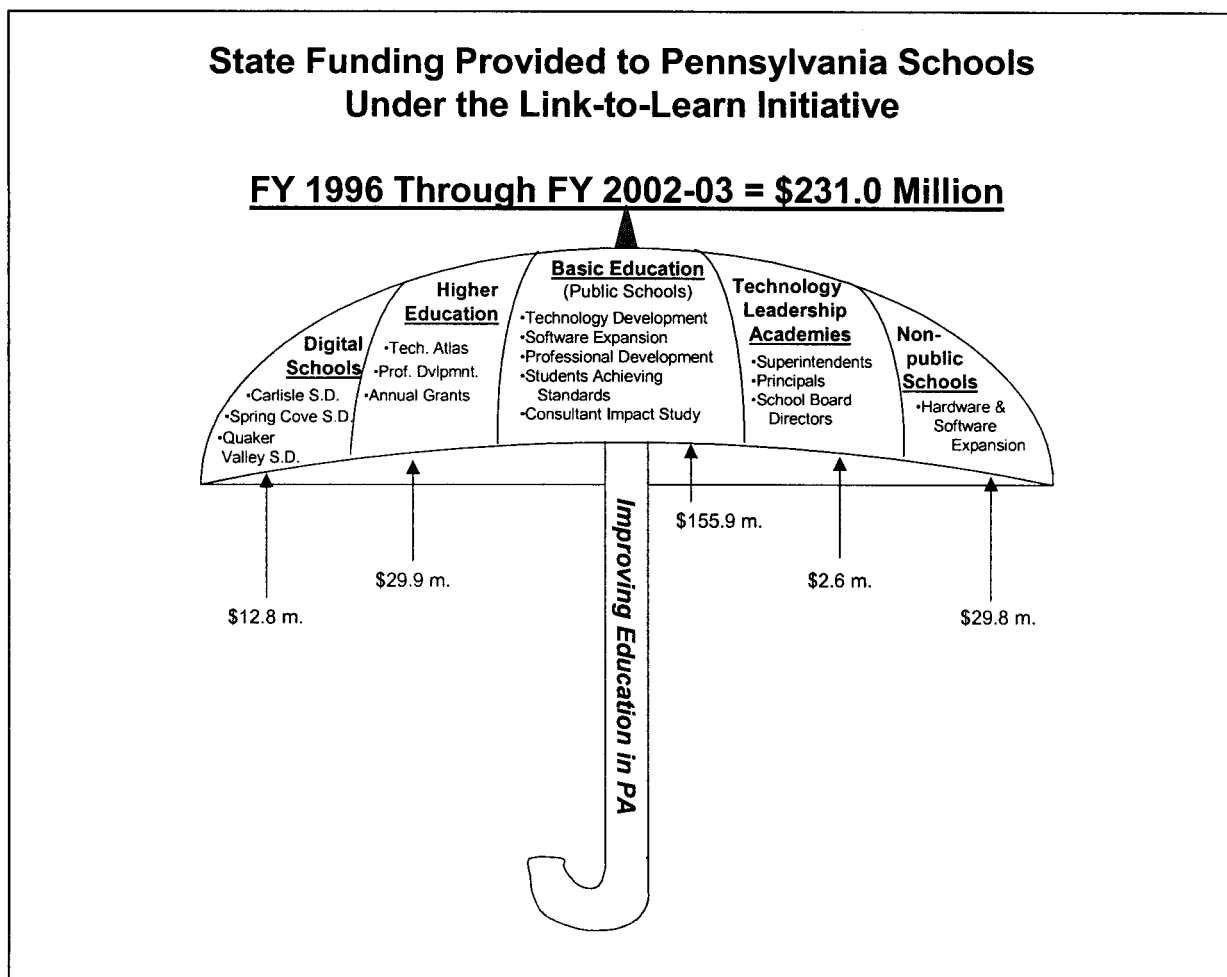 State Funding Provided to Pennsylvania Schools
Under the Link-to-Learn Initiative
FY 1996 Through FY 2002-03 = $231.0 Million
Digital
Schools
•Carlisle S.D.
•Spring Cove S.D.
•Quaker
Valley S.D.
Higher
Education
•Tech. Atlas
•Prof. Dvlpmnt.
•Annual Grants
Basic Education
(Public Schools)
•Technology Development
•Software Expansion
•Professional Development
•Students Achieving
Standards
•Consultant Impact Study
Technology
Leadership
Academies
•Superintendents
•Principals
•School Board
Directors
Non-
public
Schools
•Hardware &
Software
Expansion
$12.8 m.
$29.9 m.
$155.9 m.
$2.6 m.
$29.8 m.
Improving Education in PA